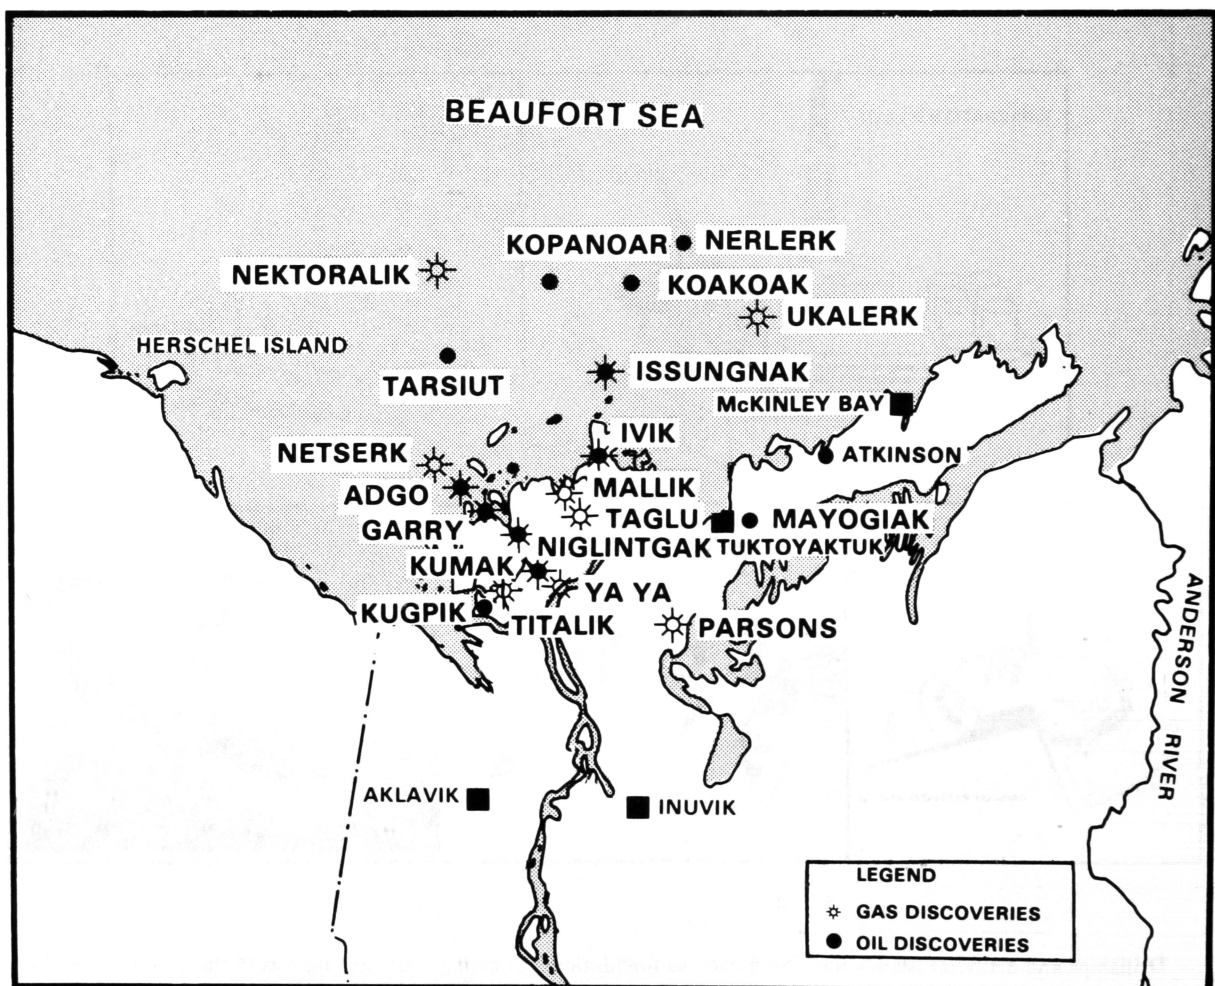 BEAUFORT SEA
KOPANOAR
NERLERK
NEKTORALIK
KOAKOAK
UKALERK
HERSCHEL ISLAND
TARSIUT
ISSUNGNAK
McKINLEY BAY
IVIK
NETSERK
ATKINSON
ADGO
MALLIK
GARRY
TAGLU
MAYOGIAK
NIGLINTGAK
TUKTOYAKTUK
KUMAK
YA YA
KUGPIK
TITALIK
PARSONS
ANDERSON RIVER
AKLAVIK
INUVIK
LEGEND
GAS DISCOVERIES
OIL DISCOVERIES